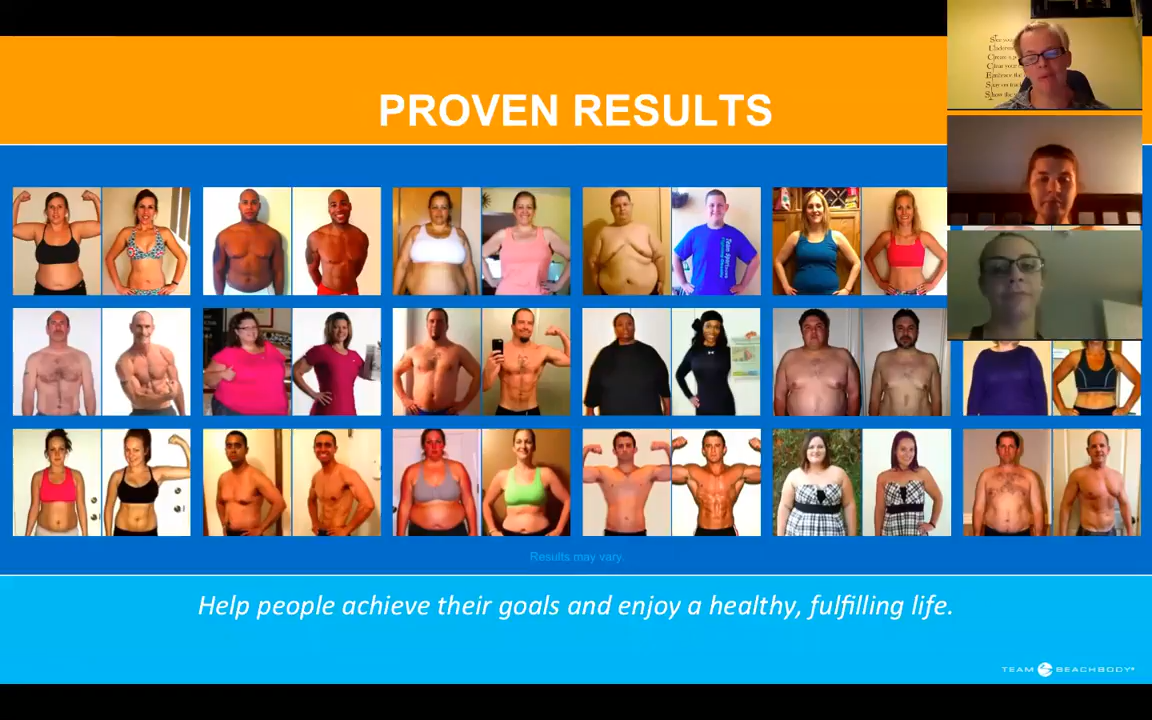 PROVEN RESULTS
Results may vary.
Help people achieve their goals and enjoy a healthy, fulfilling life.
TEAM BEACHBODY